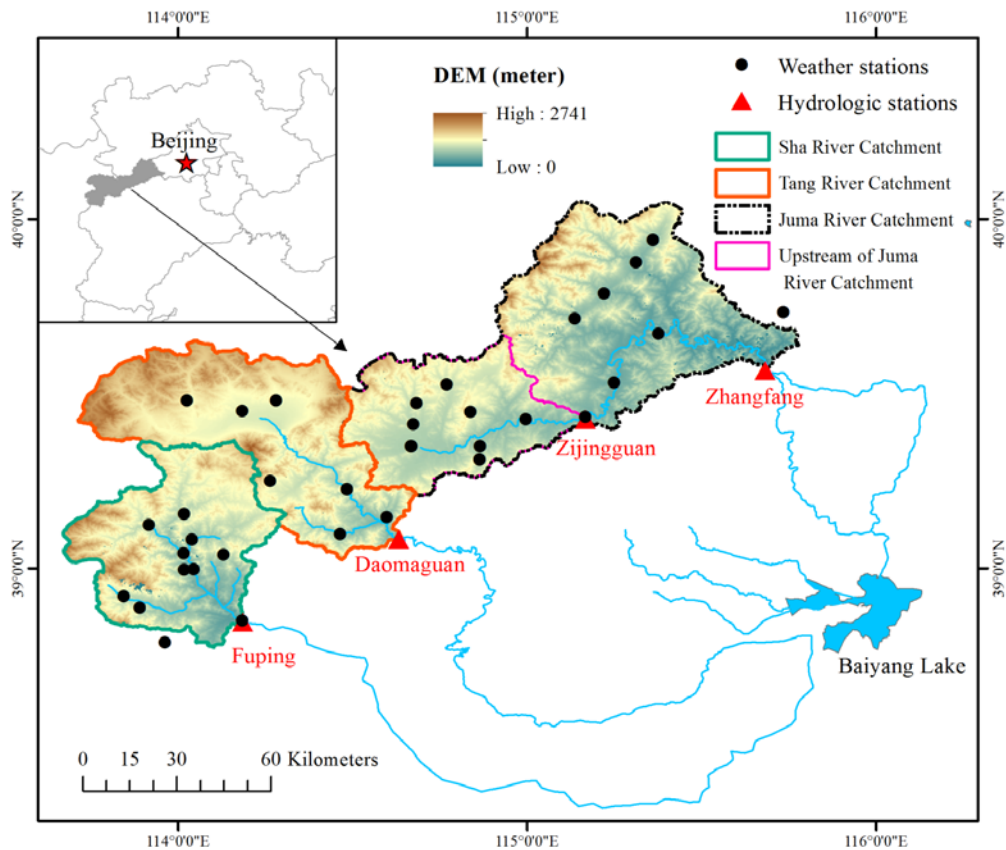 114°0'0"E
115°0'0"E
116°0'0"E
Beijing
DEM (meter)
High : 2741
Low : 0
Weather stations
Hydrologic stations
Sha River Catchment
Tang River Catchment
Juma River Catchment
Upstream of Juma
River Catchment
40°0'0"N
40°0'0"N
Zhangfang
Zijingguan
Daomaguan
39°0'0"N
39°0'0"N
Fuping
Baiyang Lake
0 15 30 60 Kilometers
114°0'0"E
115°0'0"E
116°0'0"E